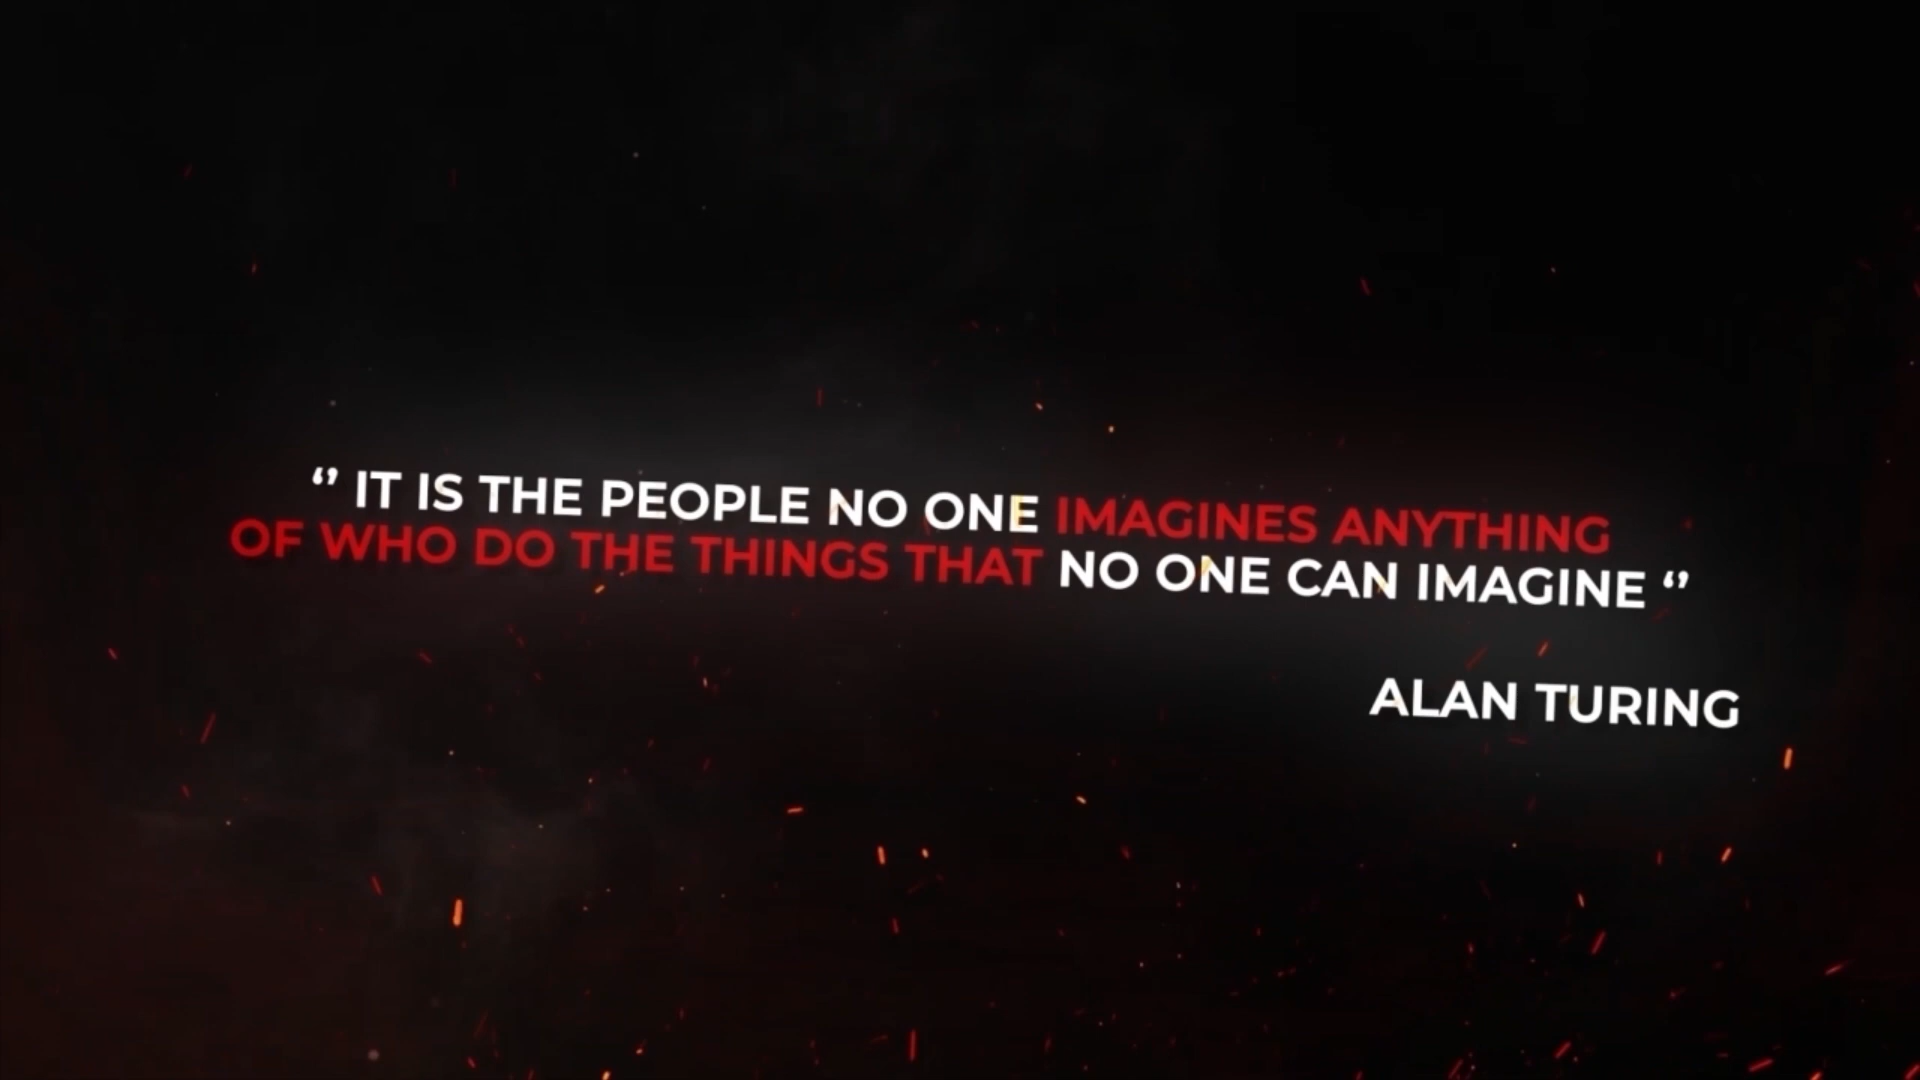 ‘’ IT IS THE PEOPLE NO ONE IMAGINES ANYTHING
OF WHO DO THE THINGS THAT NO ONE CAN IMAGINE ‘’
ALAN TURING